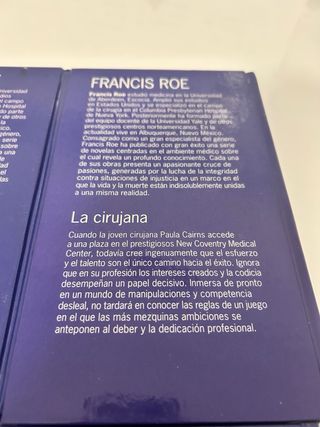 FRANCIS ROE
Francis Roe estudió medicina en la Universidad
de Aberdeen, Escocia. Amplió sus estudios
en Estados Unidos y se especializó en el campo
de la cirugía en el Columbia Presbyterian Hospital
de Nueva York. Posteriormente ha formado parte
del equipo docente de la Universidad Yale y de otros
prestigiosos centros norteamericanos. En la
actualidad vive en Albuquerque, Nuevo México.
Consagrado como un gran especialista del género,
Francis Roe ha publicado con gran éxito una serie
de novelas centradas en el ambiente médico sobre
el cual revela un profundo conocimiento. Cada una
de sus obras presenta un apasionante cruce de
pasiones, generadas por la lucha de la integridad
contra situaciones de injusticia en un marco en el
que la vida y la muerte están indisolublemente unidas
a una misma realidad.
La cirujana
Cuando la joven cirujana Paula Cairns accede
a una plaza en el prestigiosos New Coventry Medical
Center, todavía cree ingenuamente que el esfuerzo
y el talento son el único camino hacia el éxito. Ignora
que en su profesión los intereses creados y la codicia
desempeñan un papel decisivo. Inmersa de pronto
en un mundo de manipulaciones y competencia
desleal, no tardará en conocer las reglas de un juego
en el que las más mezquinas ambiciones se
anteponen al deber y la dedicación profesional.